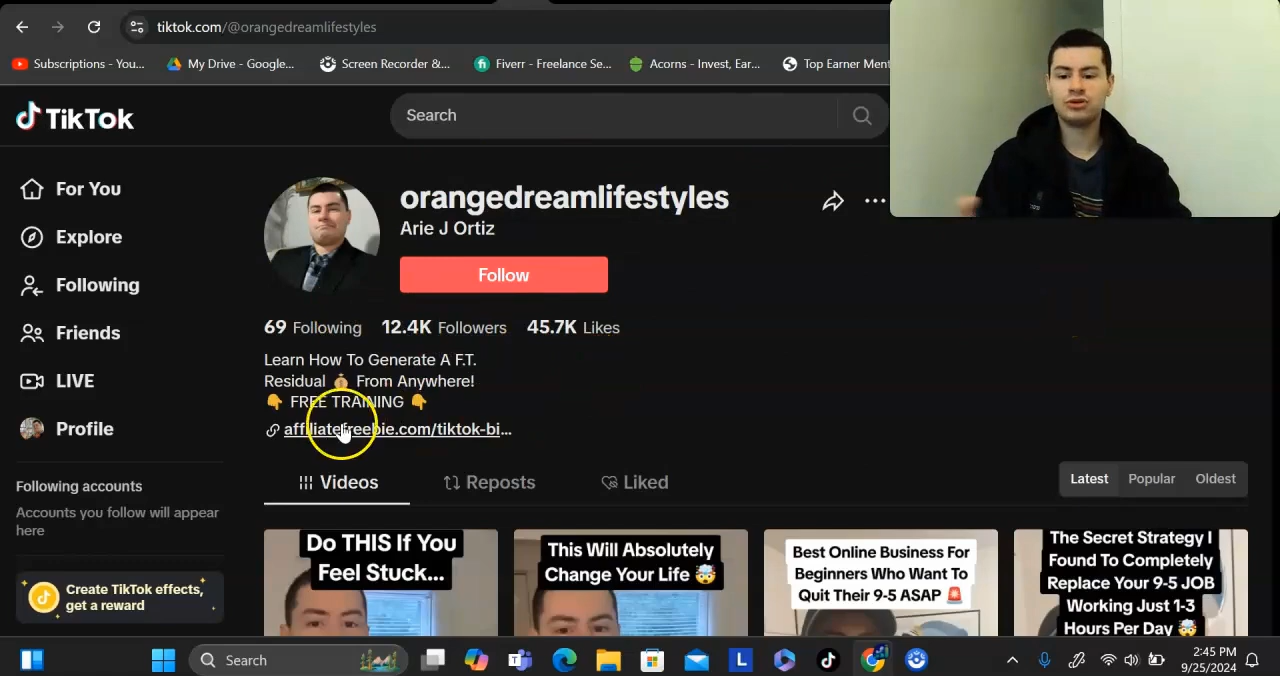 tiktok.com/@orangedreamlifestyles
Subscriptions - You...
My Drive - Google...
Screen Recorder &...
Fiverr - Freelance Se...
Acorns - Invest, Ear...
Top Earner Ment
TikTok
Search
For You
Explore
Following
Friends
LIVE
Profile
Following accounts
Accounts you follow will appear
here
Create TikTok effects,
get a reward
orangedreamlifestyles
Arie J Ortiz
Follow
69 Following 12.4K Followers 45.7K Likes
Learn How To Generate A F.T.
Residual 💰 From Anywhere!
👇 FREE TRAINING 👇
affiliatefreebie.com/tiktok-bi...
Videos
Reposts
Liked
Latest
Popular
Oldest
Do THIS If You
Feel Stuck...
This Will Absolutely
Change Your Life 🤯
Best Online Business For
Beginners Who Want To
Quit Their 9-5 ASAP 🚨
The Secret Strategy I
Found To Completely
Replace Your 9-5 JOB
Working Just 1-3
Hours Per Day 🤯
Search
2:45 PM
9/25/2024